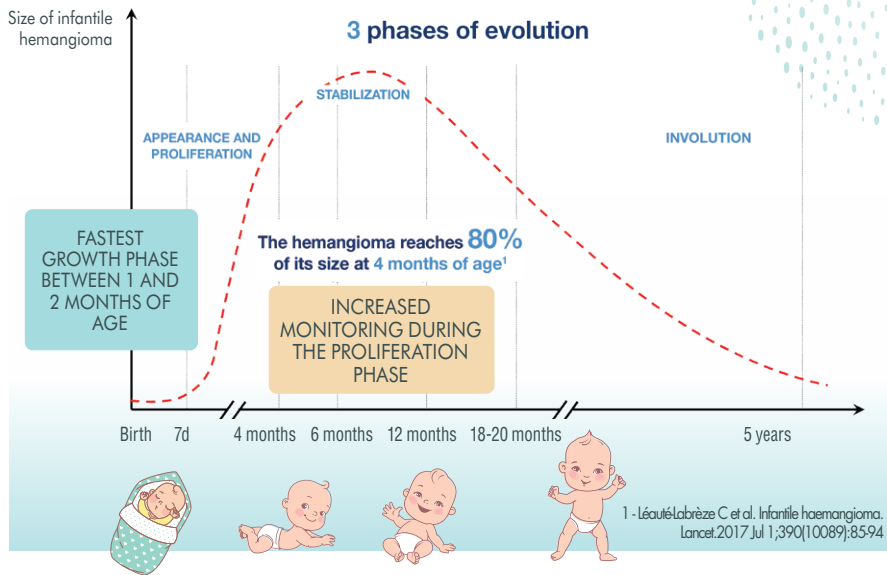 Size of infantile
hemangioma
3 phases of evolution
STABILIZATION
APPEARANCE AND
PROLIFERATION
INVOLUTION
FASTEST
GROWTH PHASE
BETWEEN 1 AND
2 MONTHS OF
AGE
The hemangioma reaches 80%
of its size at 4 months of age¹
INCREASED
MONITORING DURING
THE PROLIFERATION
PHASE
Birth 7d 4 months 6 months 12 months 18-20 months 5 years
1 - Léauté-Labrèze C et al. Infantile haemangioma.
Lancet.2017 Jul 1;390(10089):85-94